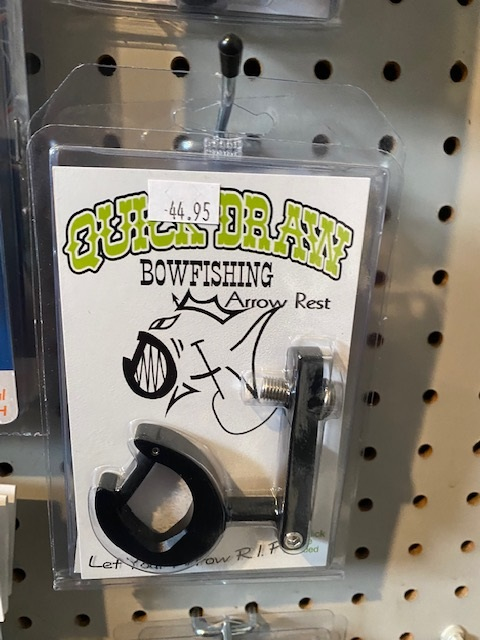 44.95
QUICK DRAW
BOWFISHING
Arrow Rest
Let Your Arrow R.I.P